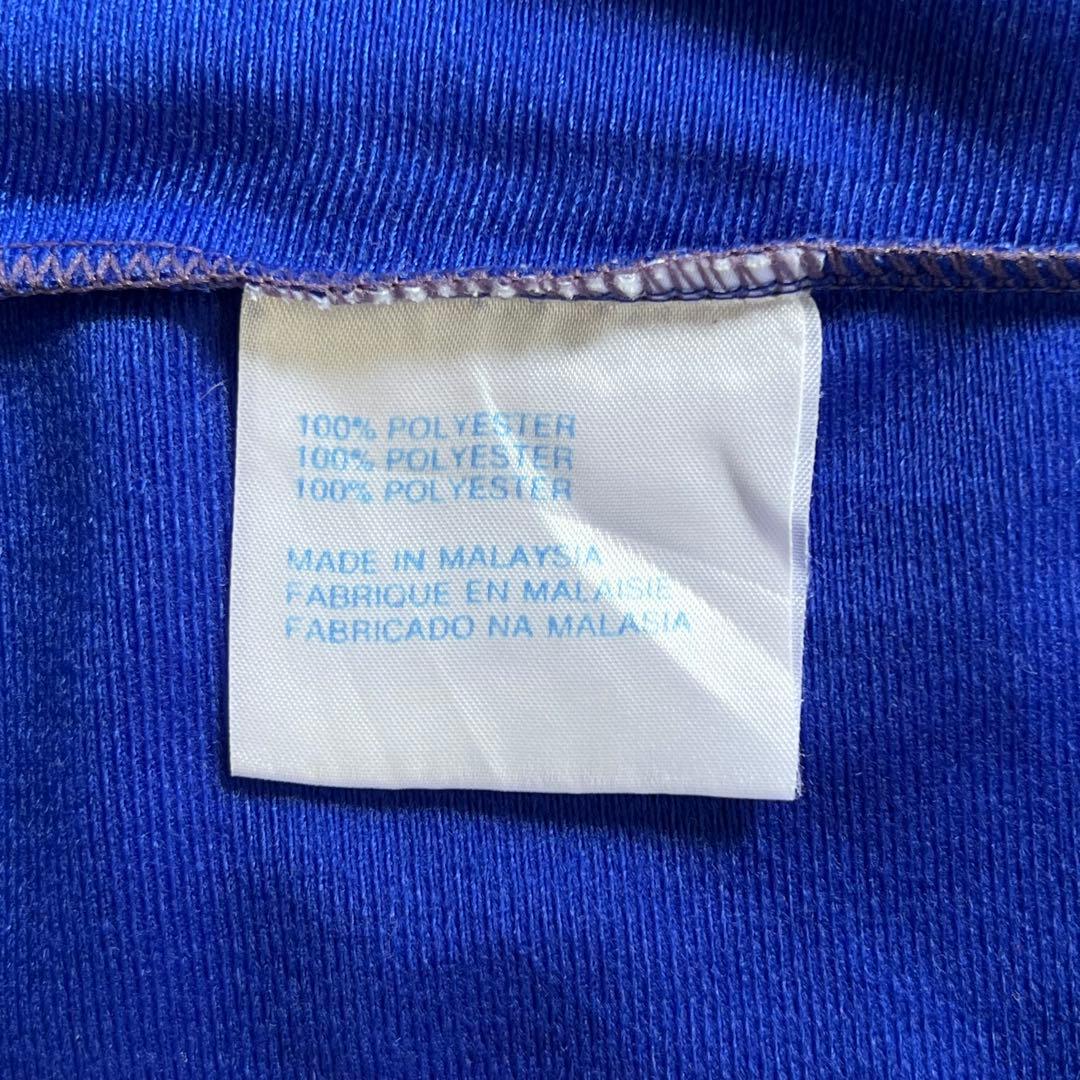 100% POLYESTER
100% POLYESTER
100% POLYESTER
MADE IN MALAYSIA
FABRIQUE EN MALAISIE
FABRICADO NA MALASIA